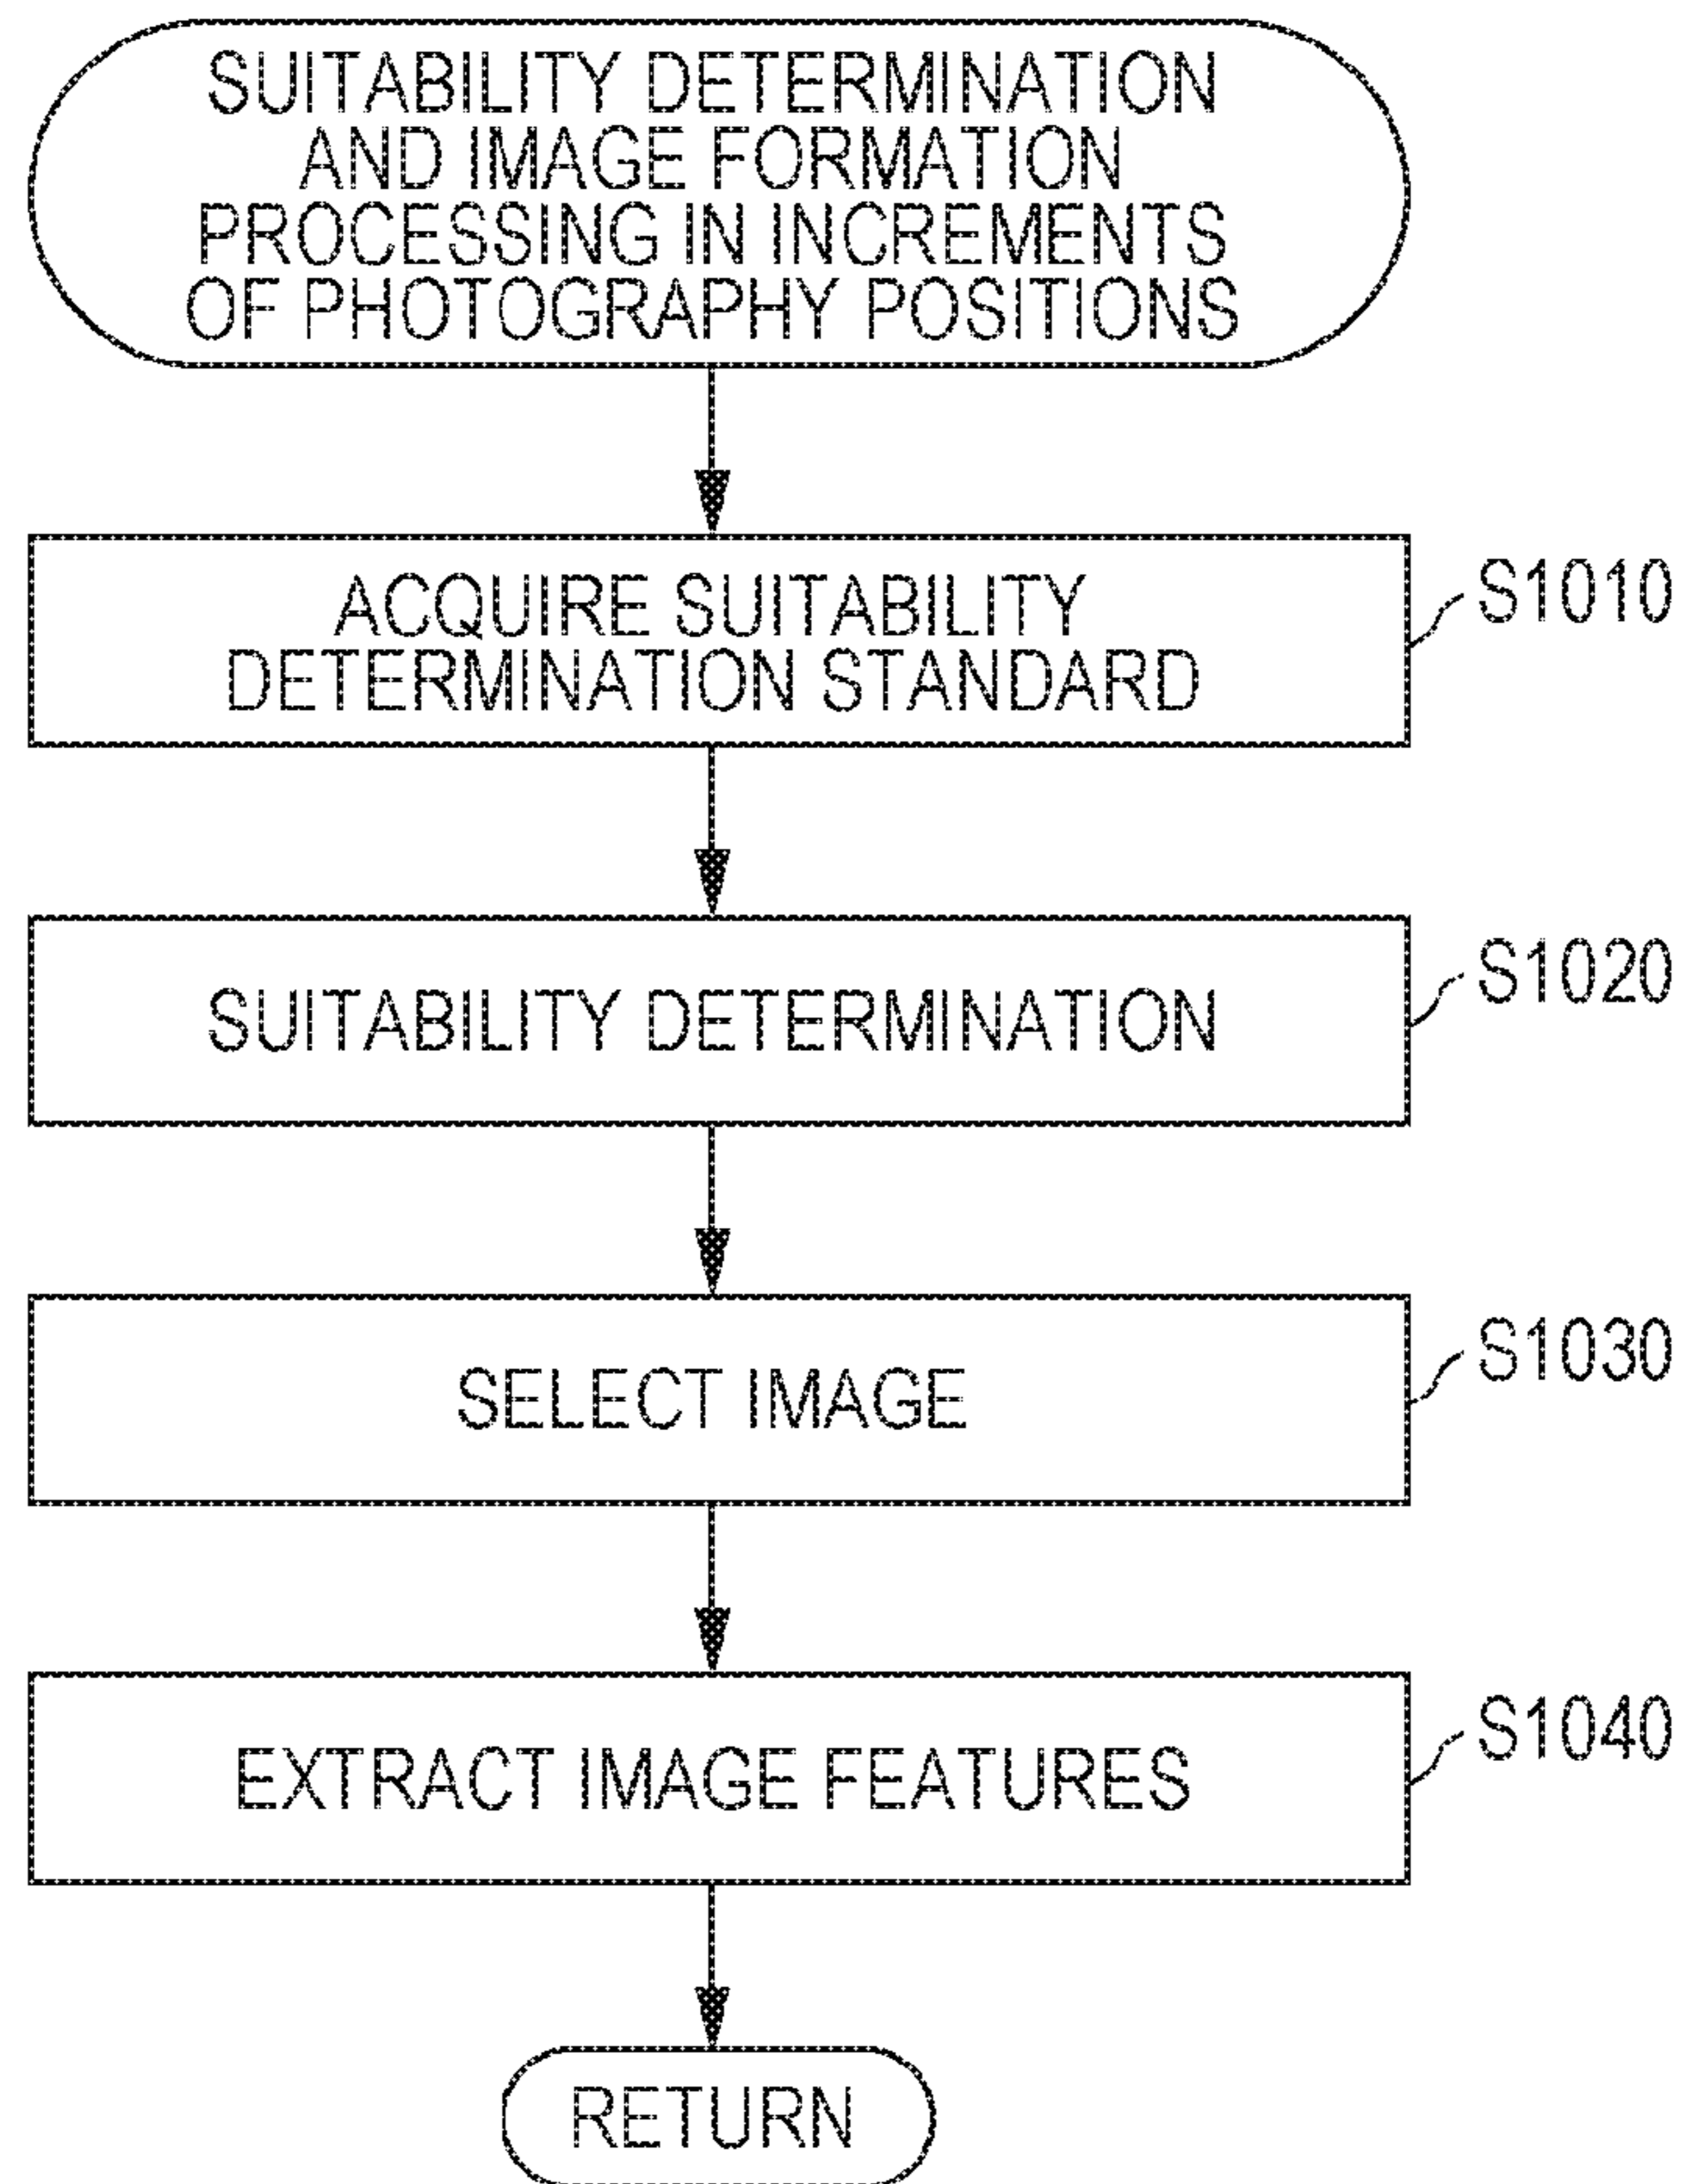 SUITABILITY DETERMINATION
AND IMAGE FORMATION
PROCESSING IN INCREMENTS
OF PHOTOGRAPHY POSITIONS
ACQUIRE SUITABILITY
DETERMINATION STANDARD
S1010
SUITABILITY DETERMINATION
S1020
SELECT IMAGE
S1030
EXTRACT IMAGE FEATURES
S1040
RETURN